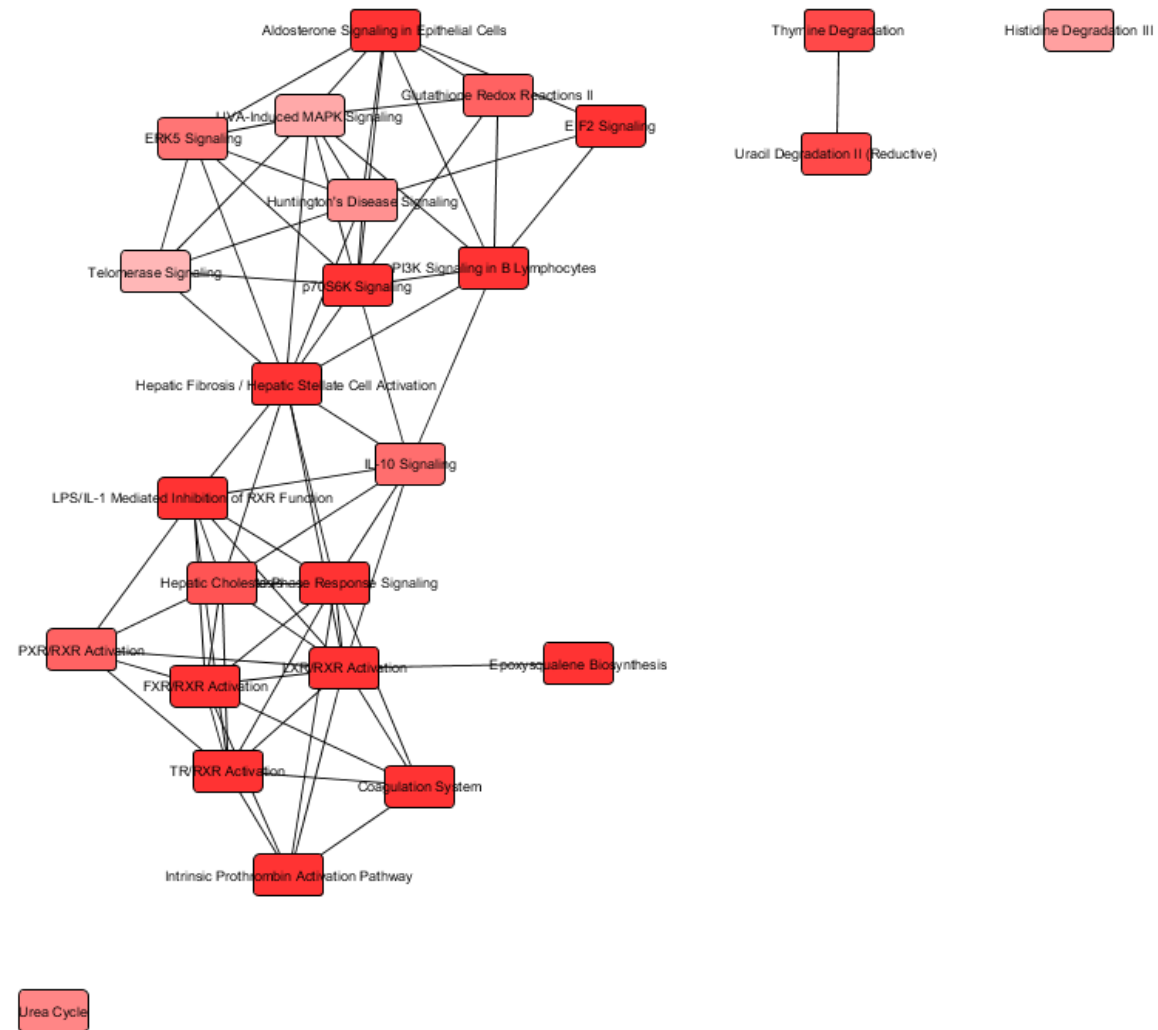 Aldosterone Signaling in Epithelial Cells
Thymine Degradation
Histidine Degradation III
Glutathione Redox Reactions II
UVA-Induced MAPK Signaling
EIF2 Signaling
ERK5 Signaling
Uracil Degradation II (Reductive)
Huntington's Disease Signaling
PI3K Signaling in B Lymphocytes
Telomerase Signaling
p70S6K Signaling
Hepatic Fibrosis / Hepatic Stellate Cell Activation
IL-10 Signaling
LPS/IL-1 Mediated Inhibition of RXR Function
Hepatic Cholestasis
Phase Response Signaling
PXR/RXR Activation
Epoxysqualene Biosynthesis
LXR/RXR Activation
FXR/RXR Activation
TR/RXR Activation
Coagulation System
Intrinsic Prothrombin Activation Pathway
Urea Cycle